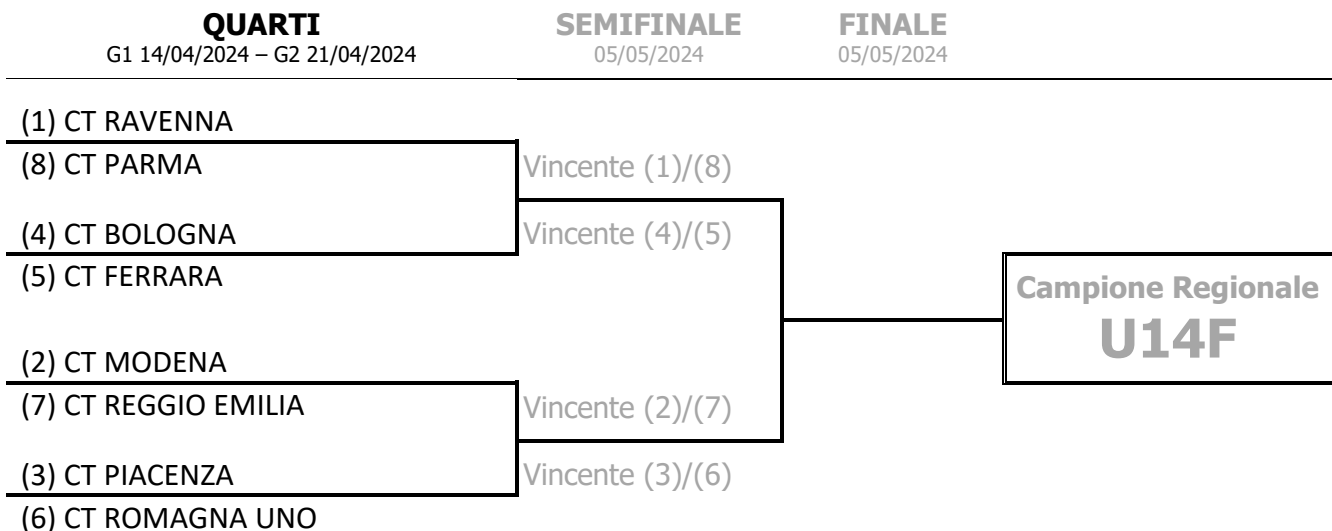 QUARTI SEMIFINALE FINALE
G1 14/04/2024 – G2 21/04/2024 05/05/2024 05/05/2024
(1) CT RAVENNA
(8) CT PARMA Vincente (1)/(8)
(4) CT BOLOGNA Vincente (4)/(5)
(5) CT FERRARA
Campione Regionale
U14F
(2) CT MODENA
(7) CT REGGIO EMILIA Vincente (2)/(7)
(3) CT PIACENZA Vincente (3)/(6)
(6) CT ROMAGNA UNO